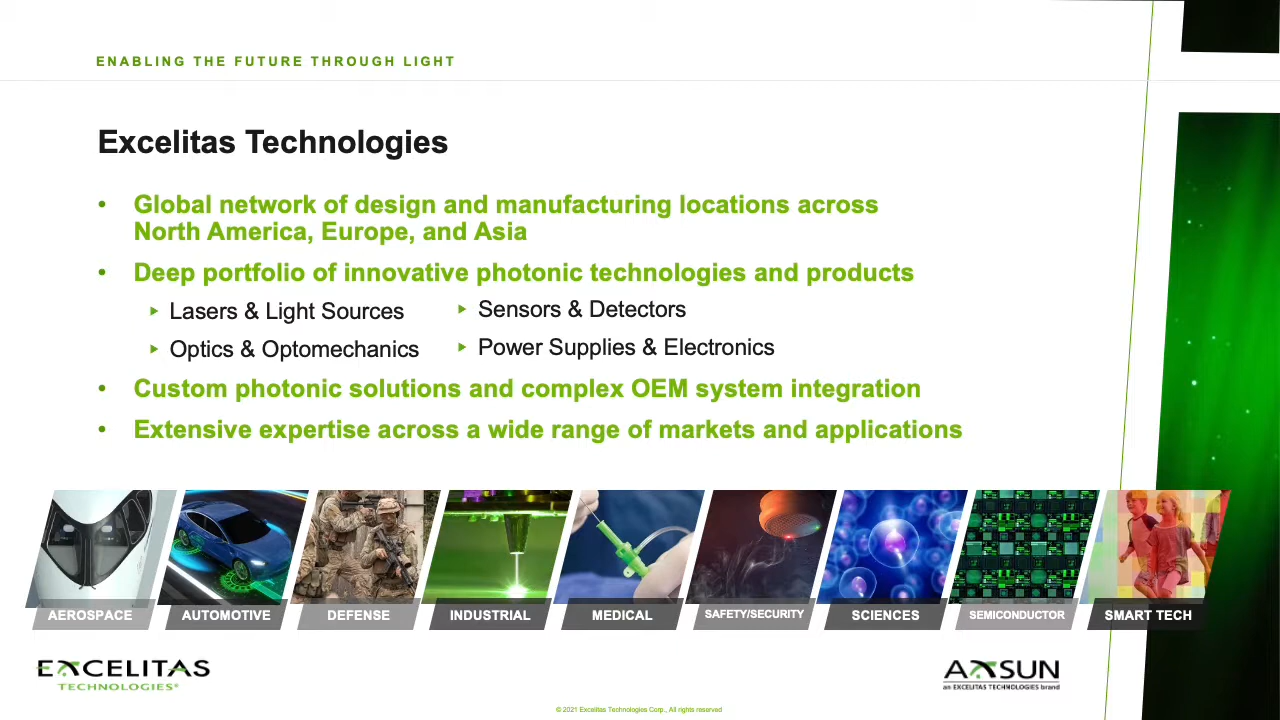 ENABLING THE FUTURE THROUGH LIGHT
Excelitas Technologies
• Global network of design and manufacturing locations across
North America, Europe, and Asia
• Deep portfolio of innovative photonic technologies and products
Lasers & Light Sources
Sensors & Detectors
Optics & Optomechanics
Power Supplies & Electronics
• Custom photonic solutions and complex OEM system integration
• Extensive expertise across a wide range of markets and applications
AEROSPACE
AUTOMOTIVE
DEFENSE
INDUSTRIAL
MEDICAL
SAFETY/SECURITY
SCIENCES
SEMICONDUCTOR
SMART TECH
EXCELITAS
TECHNOLOGIES®
AXSUN
an EXCELITAS TECHNOLOGIES brand
© 2021 Excelitas Technologies Corp., All rights reserved